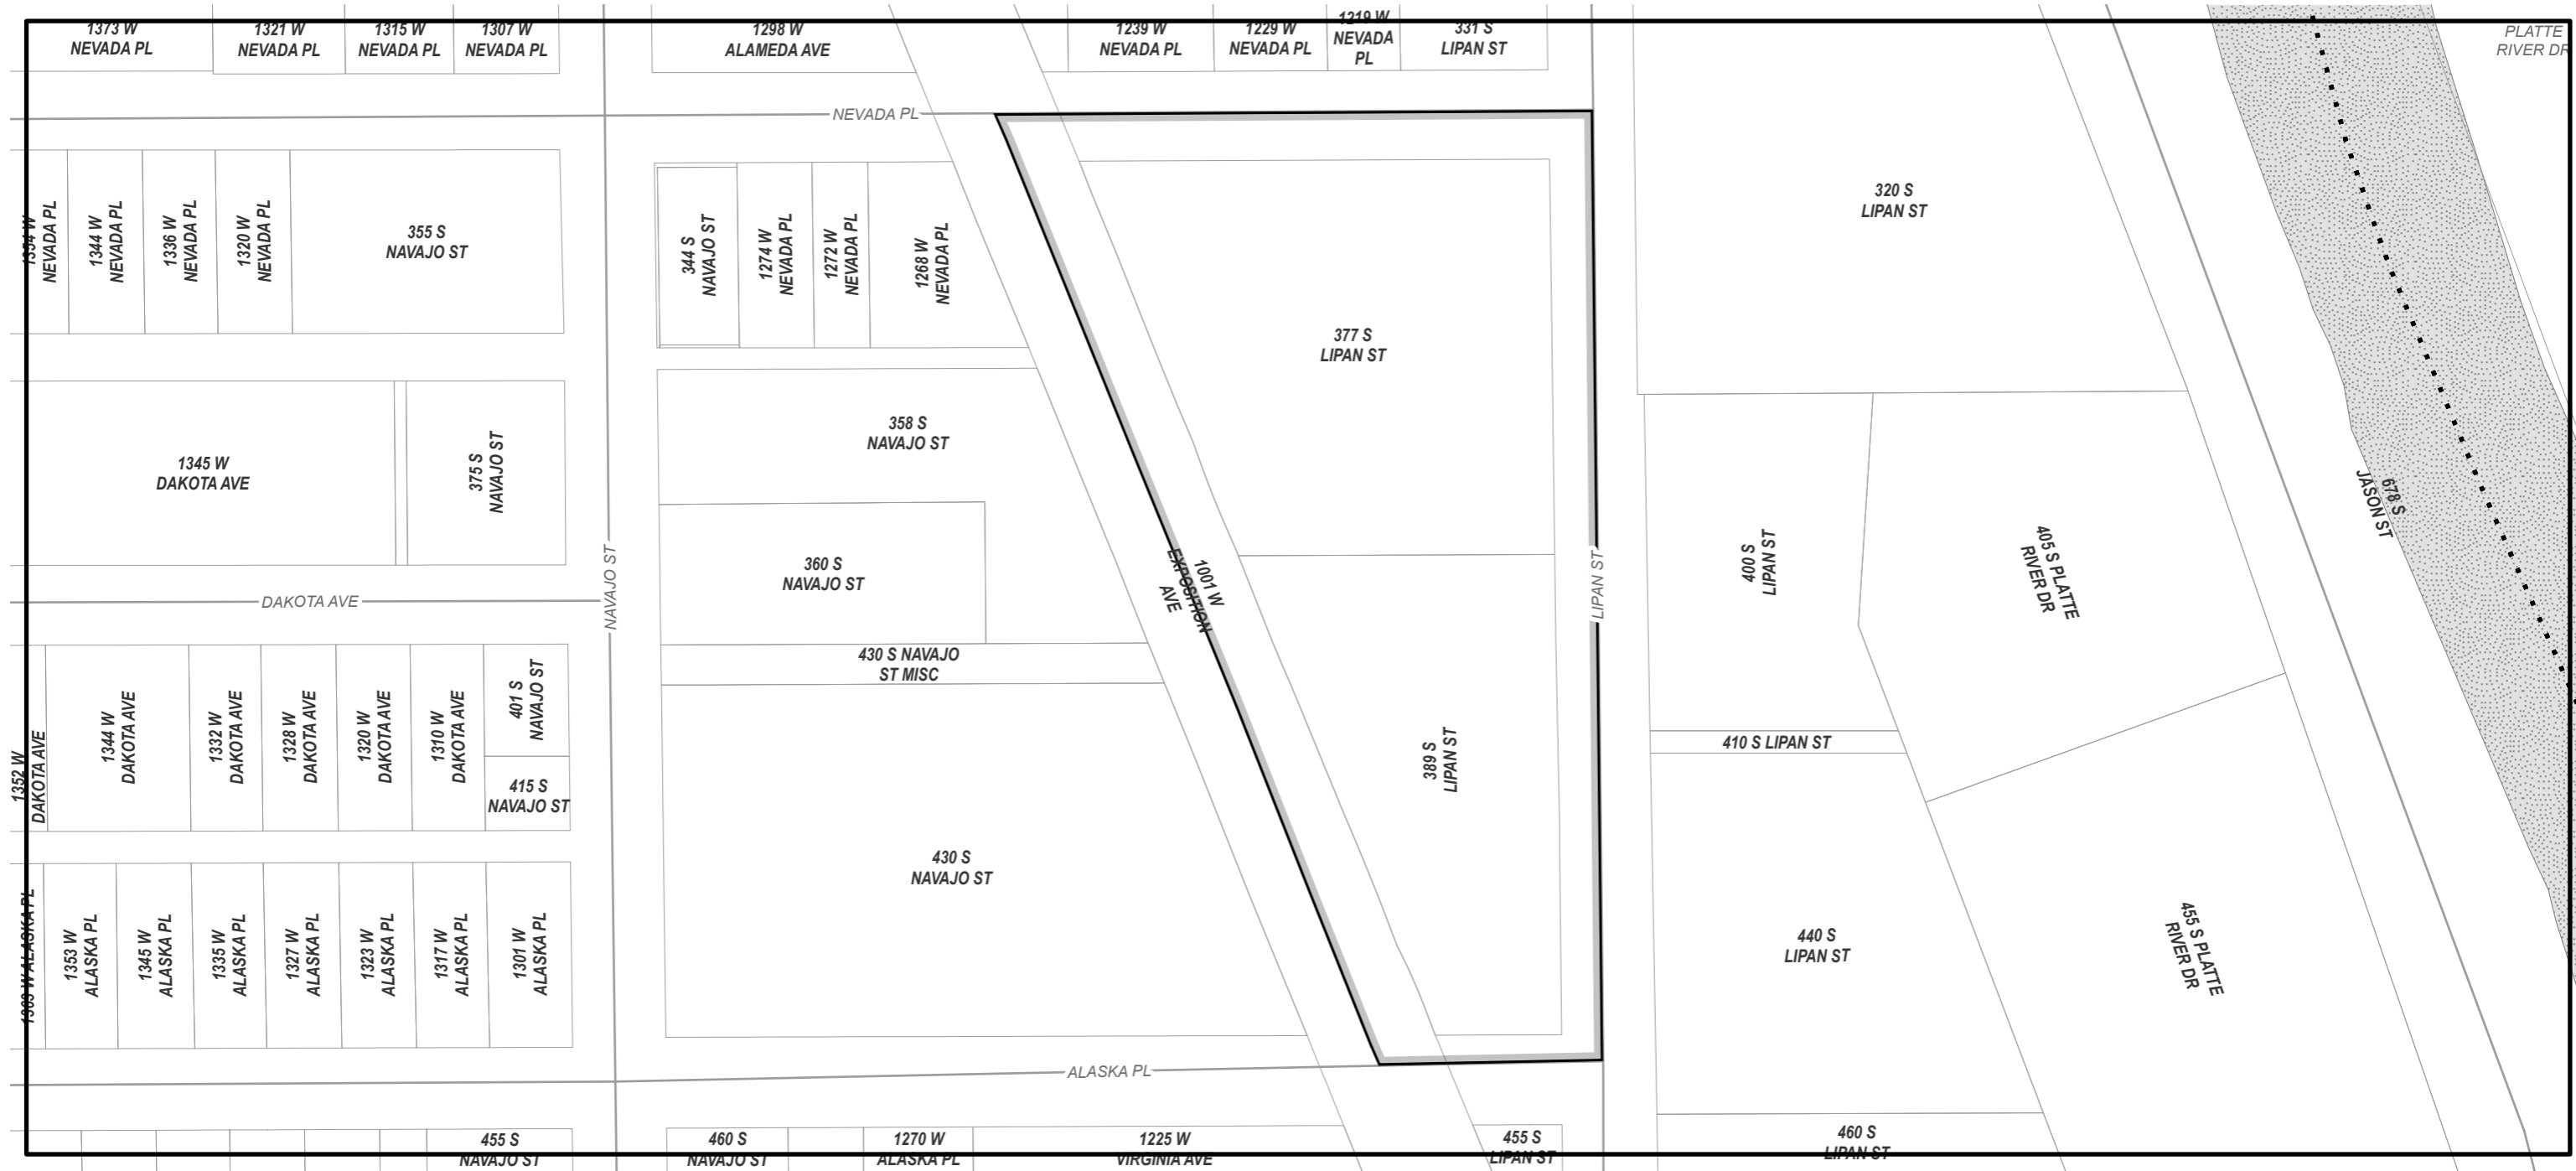 1373 W
NEVADA PL
1321 W
NEVADA PL
1315 W
NEVADA PL
1307 W
NEVADA PL
1298 W
ALAMEDA AVE
1239 W
NEVADA PL
1229 W
NEVADA PL
1219 W
NEVADA
PL
331 S
LIPAN ST
PLATTE
RIVER DR
NEVADA PL
1354 W
NEVADA PL
1344 W
NEVADA PL
1336 W
NEVADA PL
1320 W
NEVADA PL
355 S
NAVAJO ST
344 S
NAVAJO ST
1274 W
NEVADA PL
1272 W
NEVADA PL
1268 W
NEVADA PL
377 S
LIPAN ST
320 S
LIPAN ST
1345 W
DAKOTA AVE
375 S
NAVAJO ST
358 S
NAVAJO ST
360 S
NAVAJO ST
NAVAJO ST
1001 W
EXPOSITION
AVE
LIPAN ST
400 S
LIPAN ST
405 S PLATTE
RIVER DR
678 S
JASON ST
DAKOTA AVE
430 S NAVAJO
ST MISC
1352 W
DAKOTA AVE
1344 W
DAKOTA AVE
1332 W
DAKOTA AVE
1328 W
DAKOTA AVE
1320 W
DAKOTA AVE
1310 W
DAKOTA AVE
401 S
NAVAJO ST
415 S
NAVAJO ST
389 S
LIPAN ST
410 S LIPAN ST
430 S
NAVAJO ST
440 S
LIPAN ST
455 S PLATTE
RIVER DR
1363 W ALASKA PL
1353 W
ALASKA PL
1345 W
ALASKA PL
1335 W
ALASKA PL
1327 W
ALASKA PL
1323 W
ALASKA PL
1317 W
ALASKA PL
1301 W
ALASKA PL
ALASKA PL
455 S
NAVAJO ST
460 S
NAVAJO ST
1270 W
ALASKA PL
1225 W
VIRGINIA AVE
455 S
LIPAN ST
460 S
LIPAN ST